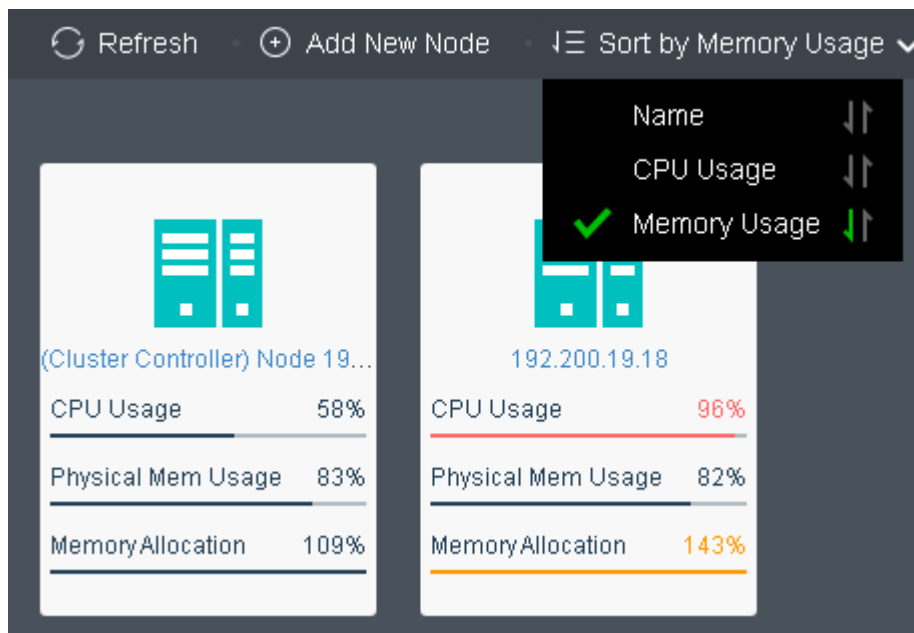 Refresh
Add New Node
Sort by Memory Usage
Name
CPU Usage
Memory Usage
(Cluster Controller) Node 19...
CPU Usage 58%
Physical Mem Usage 83%
Memory Allocation 109%
192.200.19.18
CPU Usage 96%
Physical Mem Usage 82%
Memory Allocation 143%